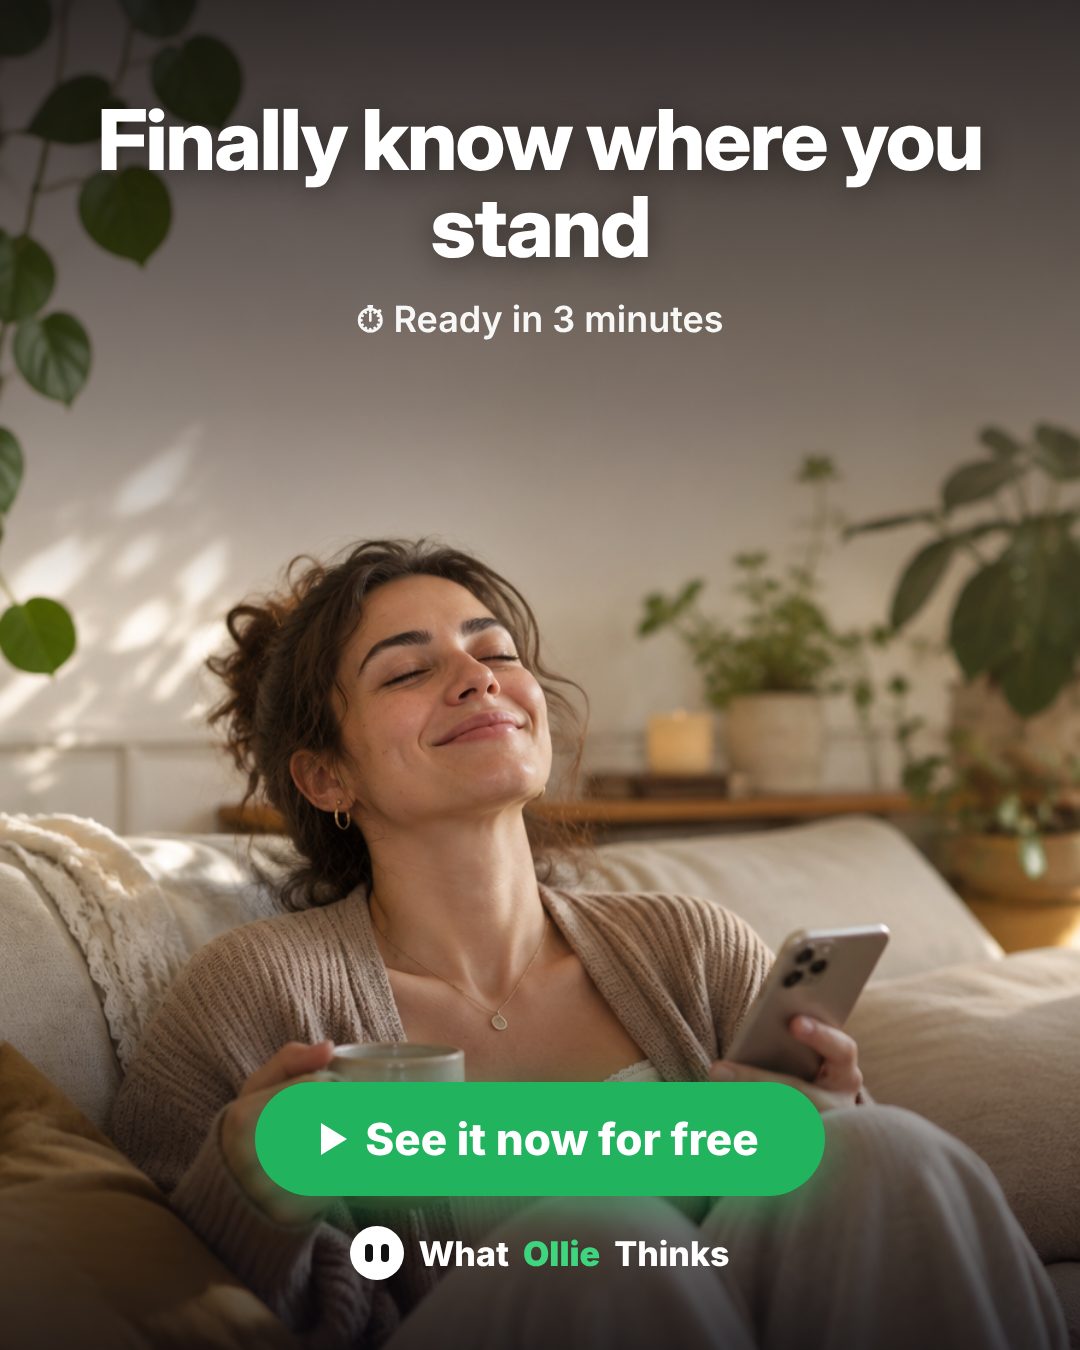 Finally know where you
stand
⏱ Ready in 3 minutes
▶ See it now for free
What Ollie Thinks